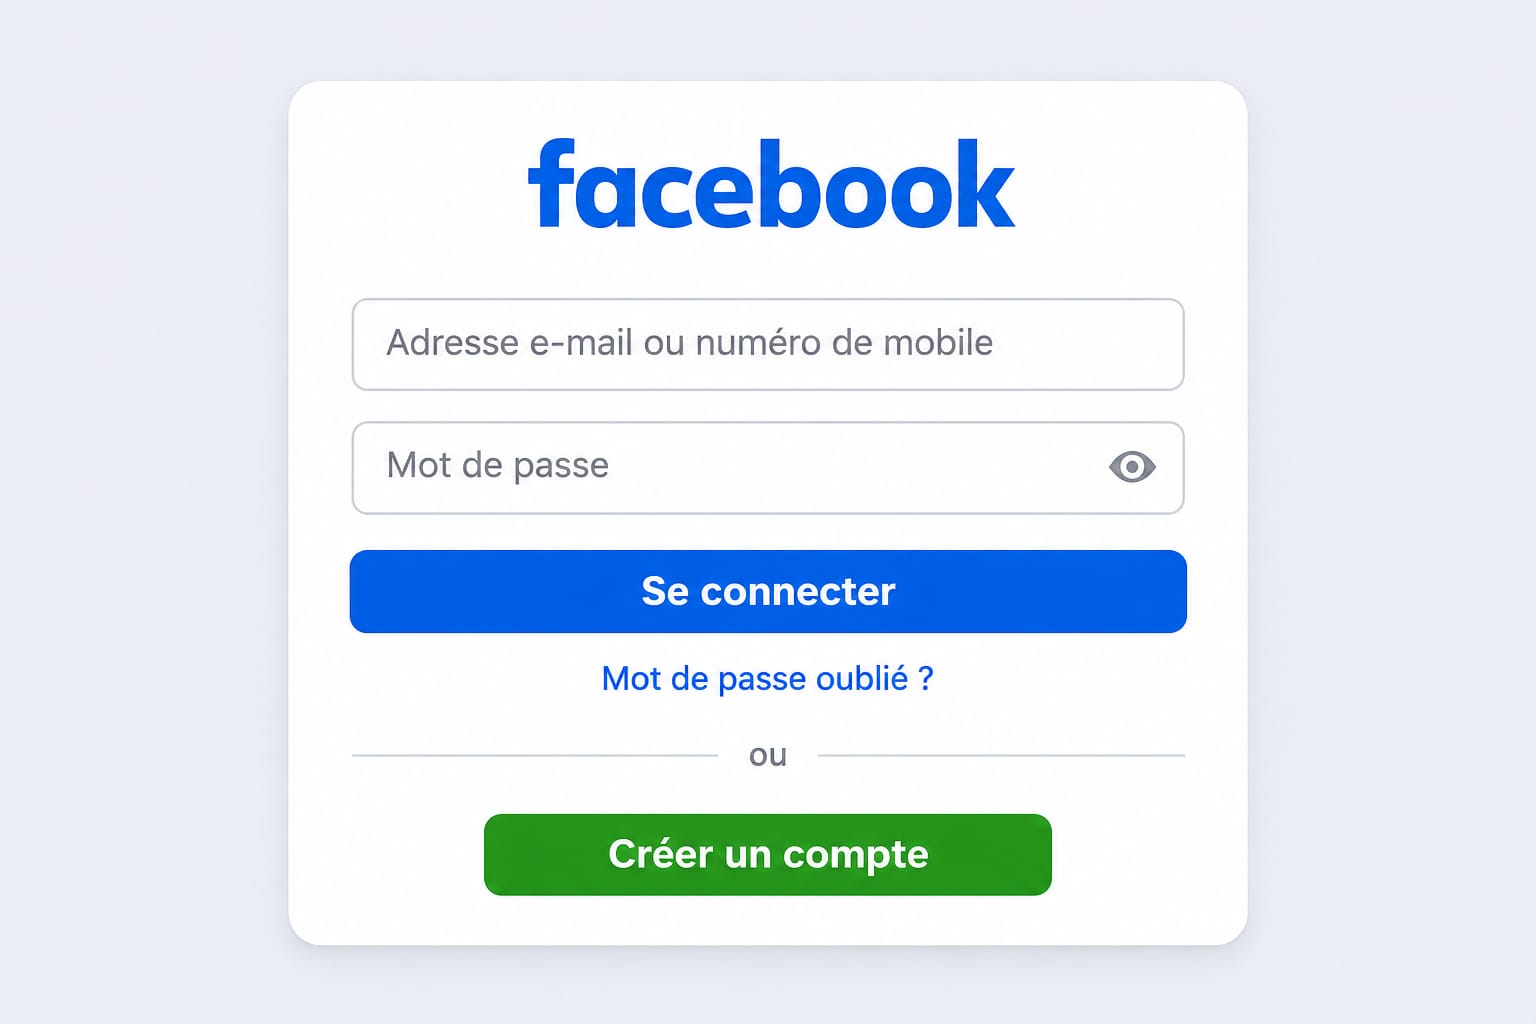 facebook
Adresse e-mail ou numéro de mobile
Mot de passe
Se connecter
Mot de passe oublié ?
ou
Créer un compte